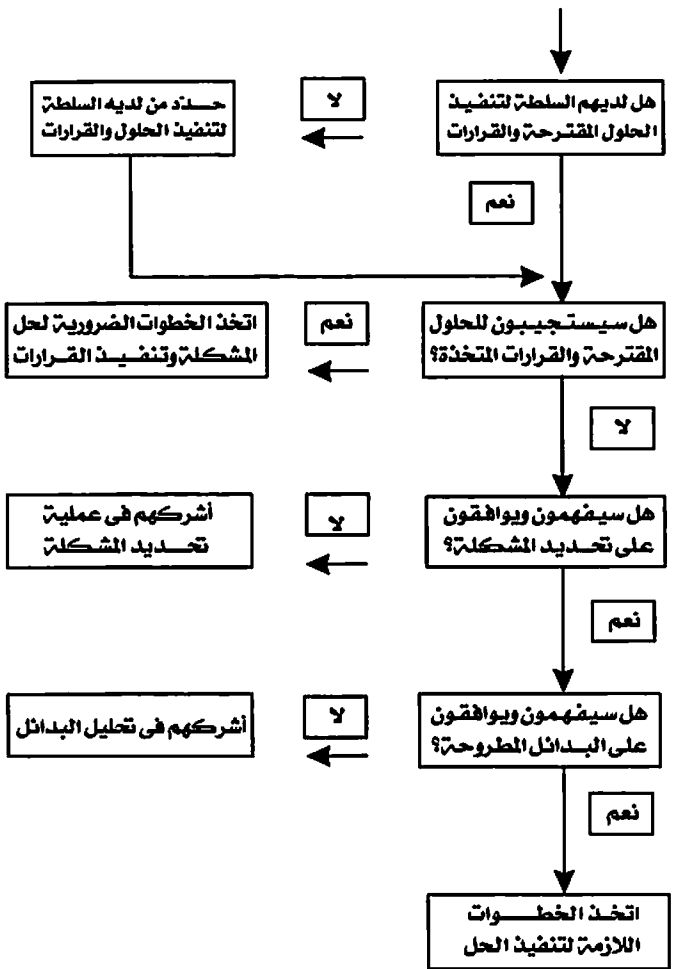 هل لديهم السلطة لتنفيذ
الحلول المقترحة والقرارات
لا
حدد من لديه السلطة
لتنفيذ الحلول والقرارات
نعم
هل سيستجيبون للحلول
المقترحة والقرارات المتخذة؟
نعم
اتخذ الخطوات الضرورية لحل
المشكلة وتنفيذ القرارات
لا
هل سيفهمون ويوافقون
على تحديد المشكلة؟
لا
أشركهم فى عملية
تحديد المشكلة
نعم
هل سيفهمون ويوافقون
على البدائل المطروحة؟
لا
أشركهم فى تحليل البدائل
نعم
اتخذ الخطوات
اللازمة لتنفيذ الحل